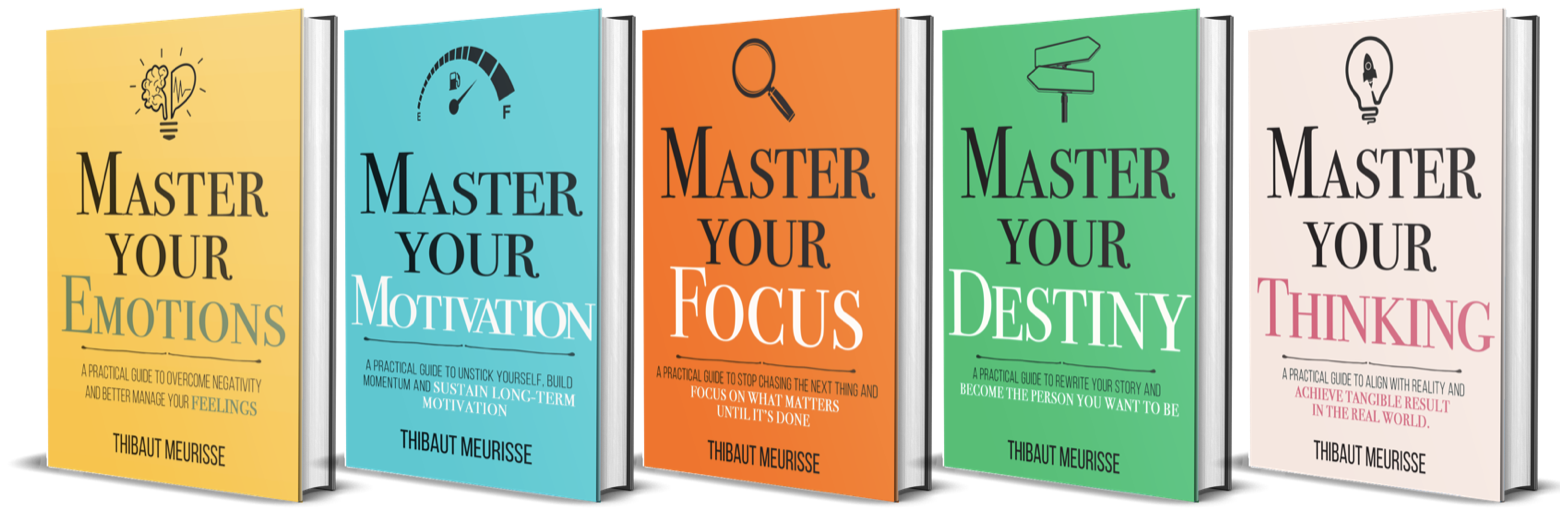 MASTER
YOUR
EMOTIONS
A PRACTICAL GUIDE TO OVERCOME NEGATIVITY
AND BETTER MANAGE YOUR FEELINGS
THIBAUT MEURISSE
E
F
MASTER
YOUR
MOTIVATION
A PRACTICAL GUIDE TO UNSTICK YOURSELF, BUILD
MOMENTUM AND SUSTAIN LONG-TERM
MOTIVATION
THIBAUT MEURISSE
MASTER
YOUR
FOCUS
A PRACTICAL GUIDE TO STOP CHASING THE NEXT THING AND
FOCUS ON WHAT MATTERS
UNTIL IT'S DONE
THIBAUT MEURISSE
MASTER
YOUR
DESTINY
A PRACTICAL GUIDE TO REWRITE YOUR STORY AND
BECOME THE PERSON YOU WANT TO BE
THIBAUT MEURISSE
MASTER
YOUR
THINKING
A PRACTICAL GUIDE TO ALIGN WITH REALITY AND
ACHIEVE TANGIBLE RESULT
IN THE REAL WORLD.
THIBAUT MEURISSE